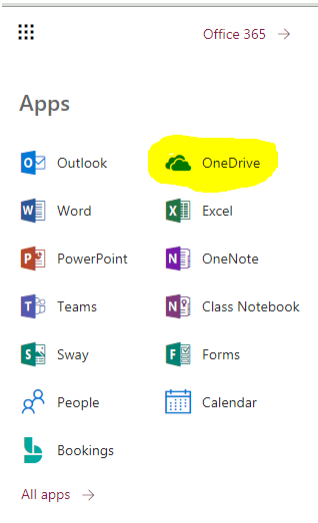 Office 365 →
Apps
Outlook OneDrive
Word Excel
PowerPoint OneNote
Teams Class Notebook
Sway Forms
People Calendar
Bookings
All apps →